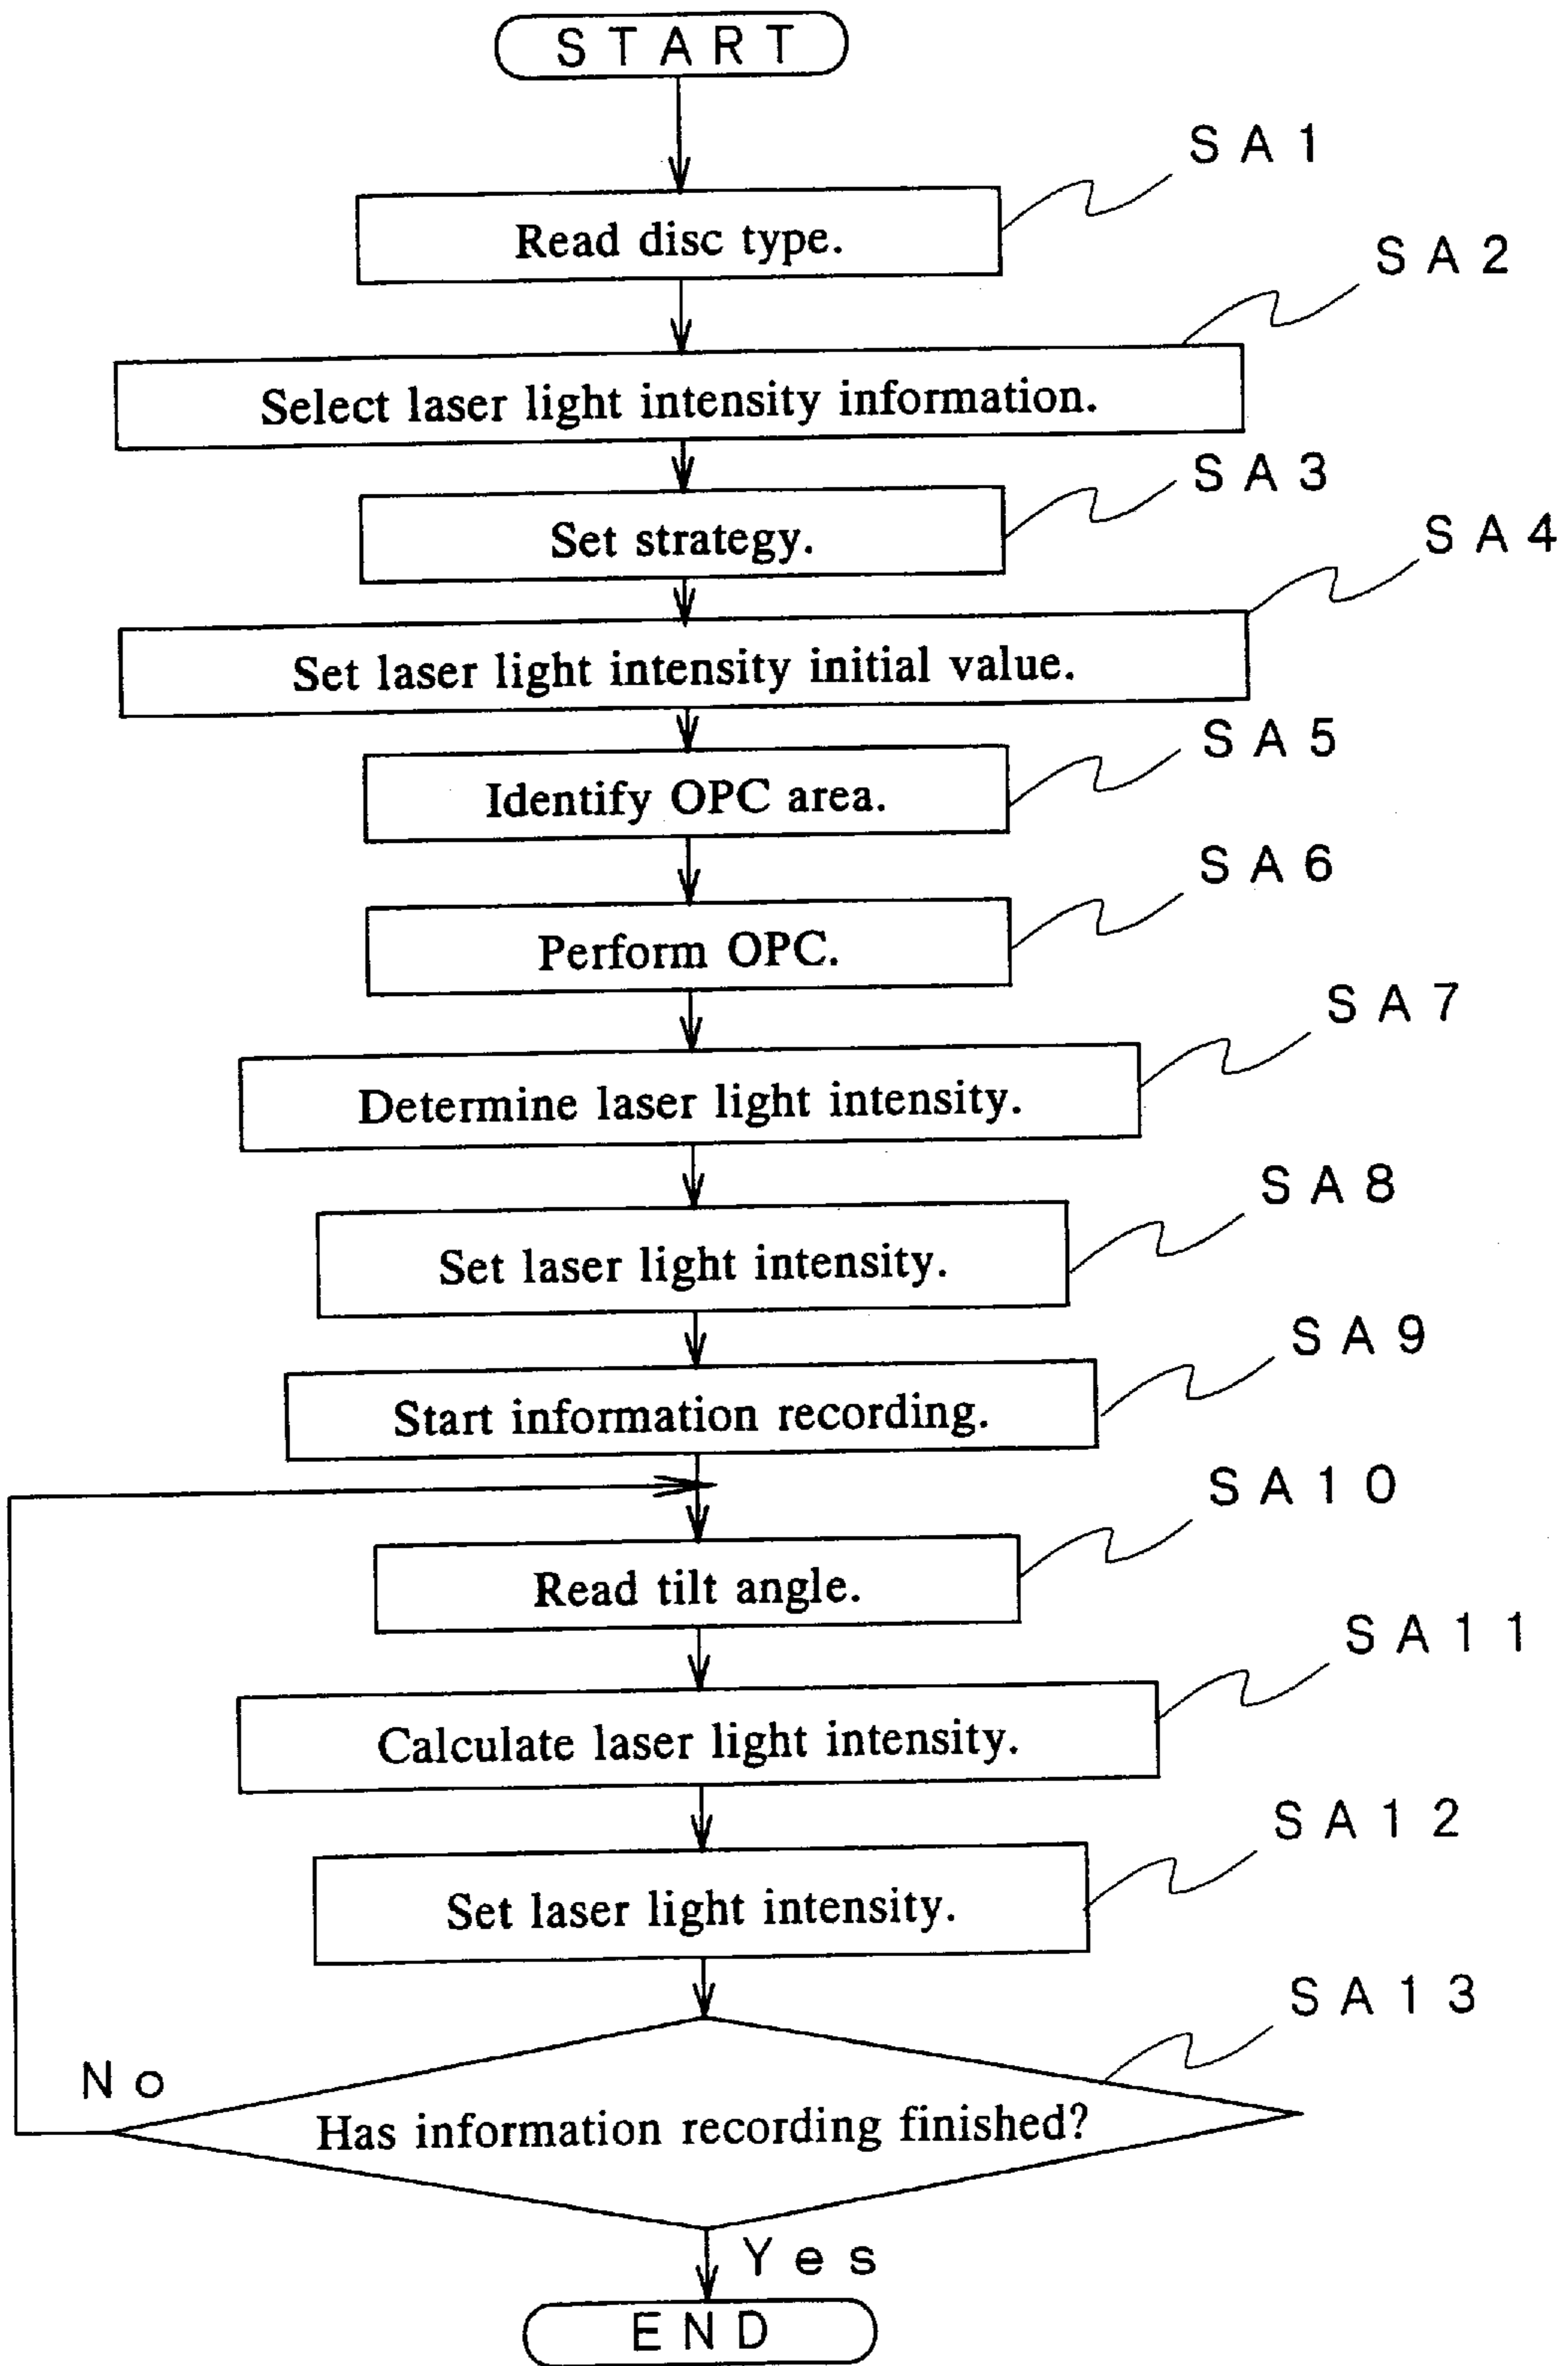 START
SA1
Read disc type.
SA2
Select laser light intensity information.
SA3
Set strategy.
SA4
Set laser light intensity initial value.
SA5
Identify OPC area.
SA6
Perform OPC.
SA7
Determine laser light intensity.
SA8
Set laser light intensity.
SA9
Start information recording.
SA10
Read tilt angle.
SA11
Calculate laser light intensity.
SA12
Set laser light intensity.
SA13
No
Has information recording finished?
Yes
END